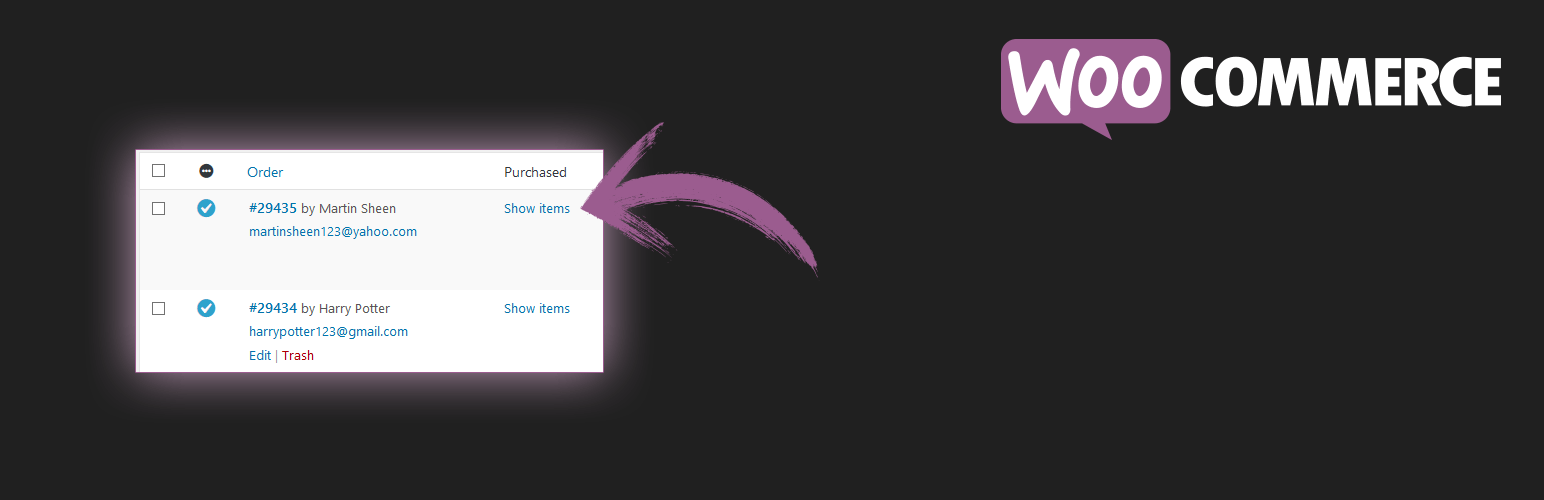 WOO COMMERCE
Order Purchased
#29435 by Martin Sheen Show items
martinsheen123@yahoo.com
#29434 by Harry Potter Show items
harrypotter123@gmail.com
Edit | Trash